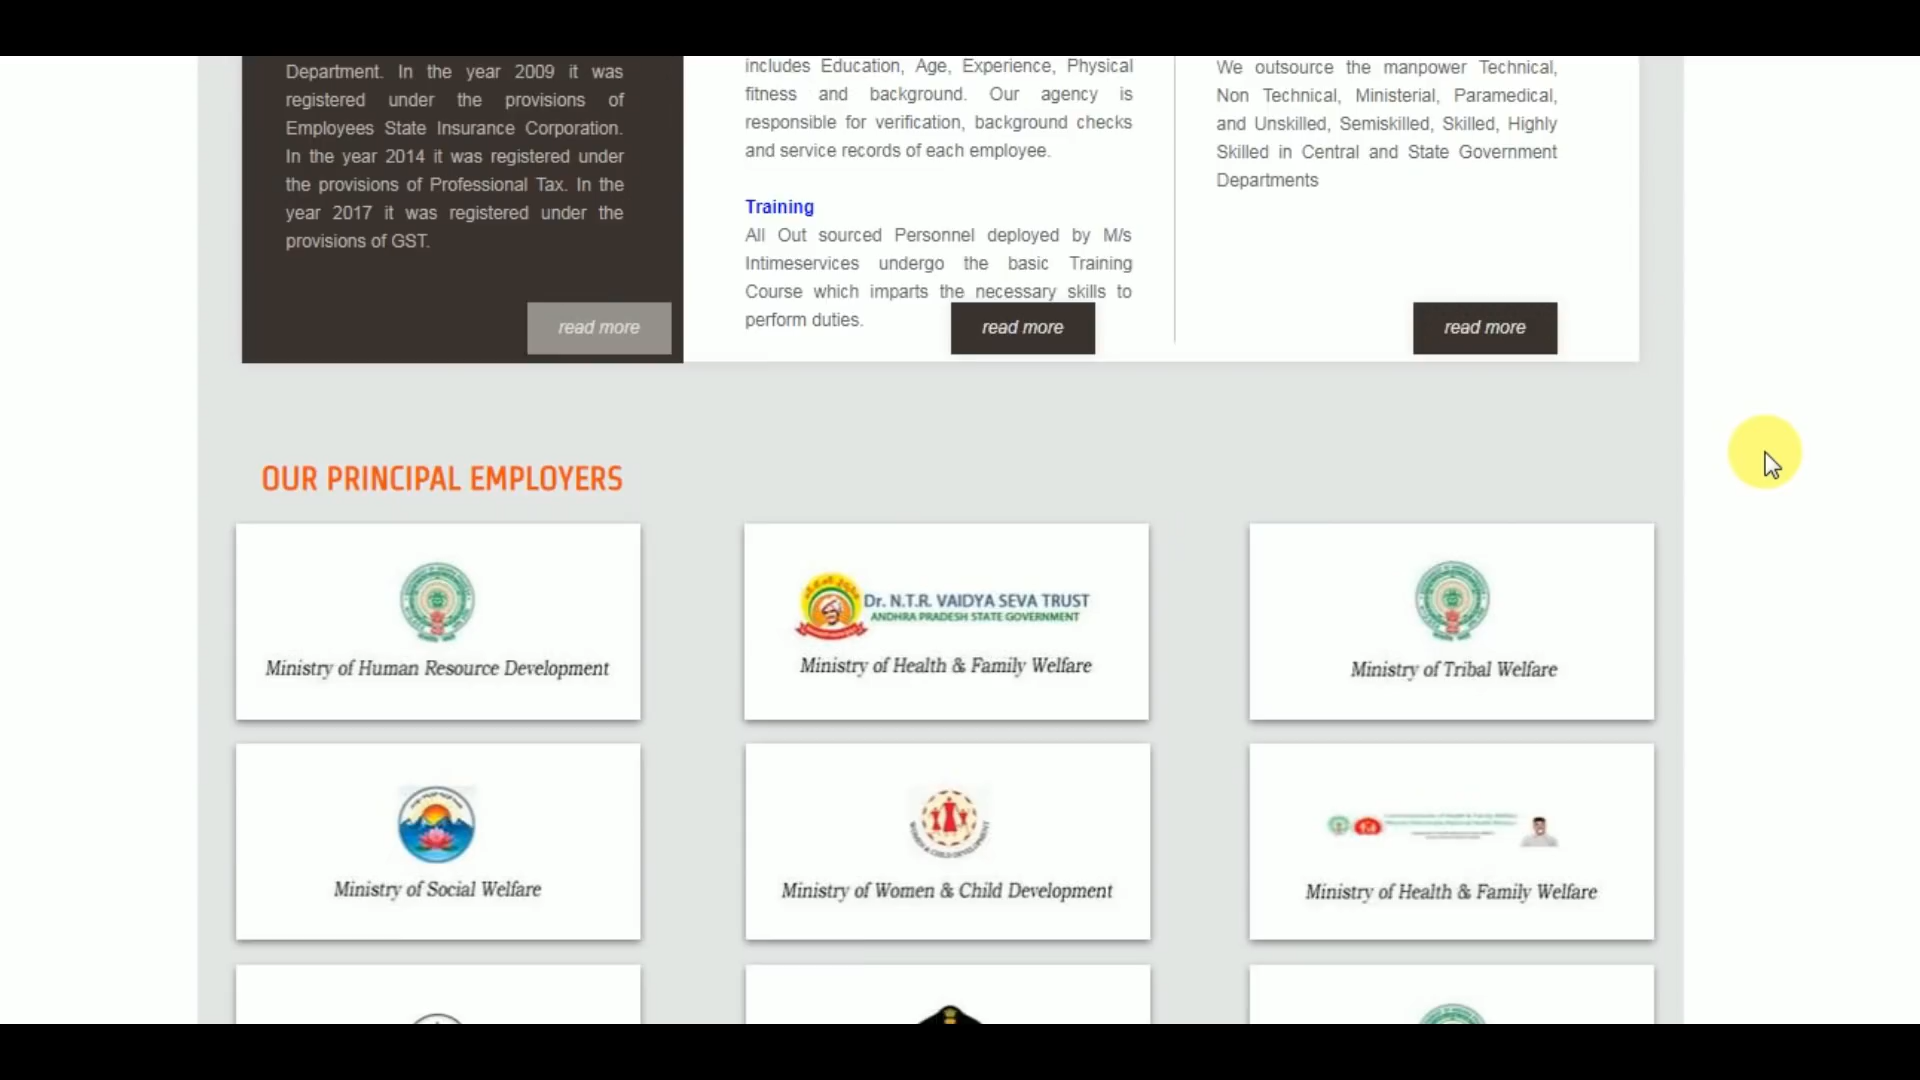 Department. In the year 2009 it was
registered under the provisions of
Employees State Insurance Corporation.
In the year 2014 it was registered under
the provisions of Professional Tax. In the
year 2017 it was registered under the
provisions of GST.
read more
includes Education, Age, Experience, Physical
fitness and background. Our agency is
responsible for verification, background checks
and service records of each employee.
Training
All Out sourced Personnel deployed by M/s
Intimeservices undergo the basic Training
Course which imparts the necessary skills to
perform duties.
read more
We outsource the manpower Technical,
Non Technical, Ministerial, Paramedical,
and Unskilled, Semiskilled, Skilled, Highly
Skilled in Central and State Government
Departments
read more
OUR PRINCIPAL EMPLOYERS
Ministry of Human Resource Development
Dr. N.T.R. VAIDYA SEVA TRUST
ANDHRA PRADESH STATE GOVERNMENT
Ministry of Health & Family Welfare
Ministry of Tribal Welfare
Ministry of Social Welfare
WOMEN & CHILD DEVELOPMENT
Ministry of Women & Child Development
Ministry of Health & Family Welfare